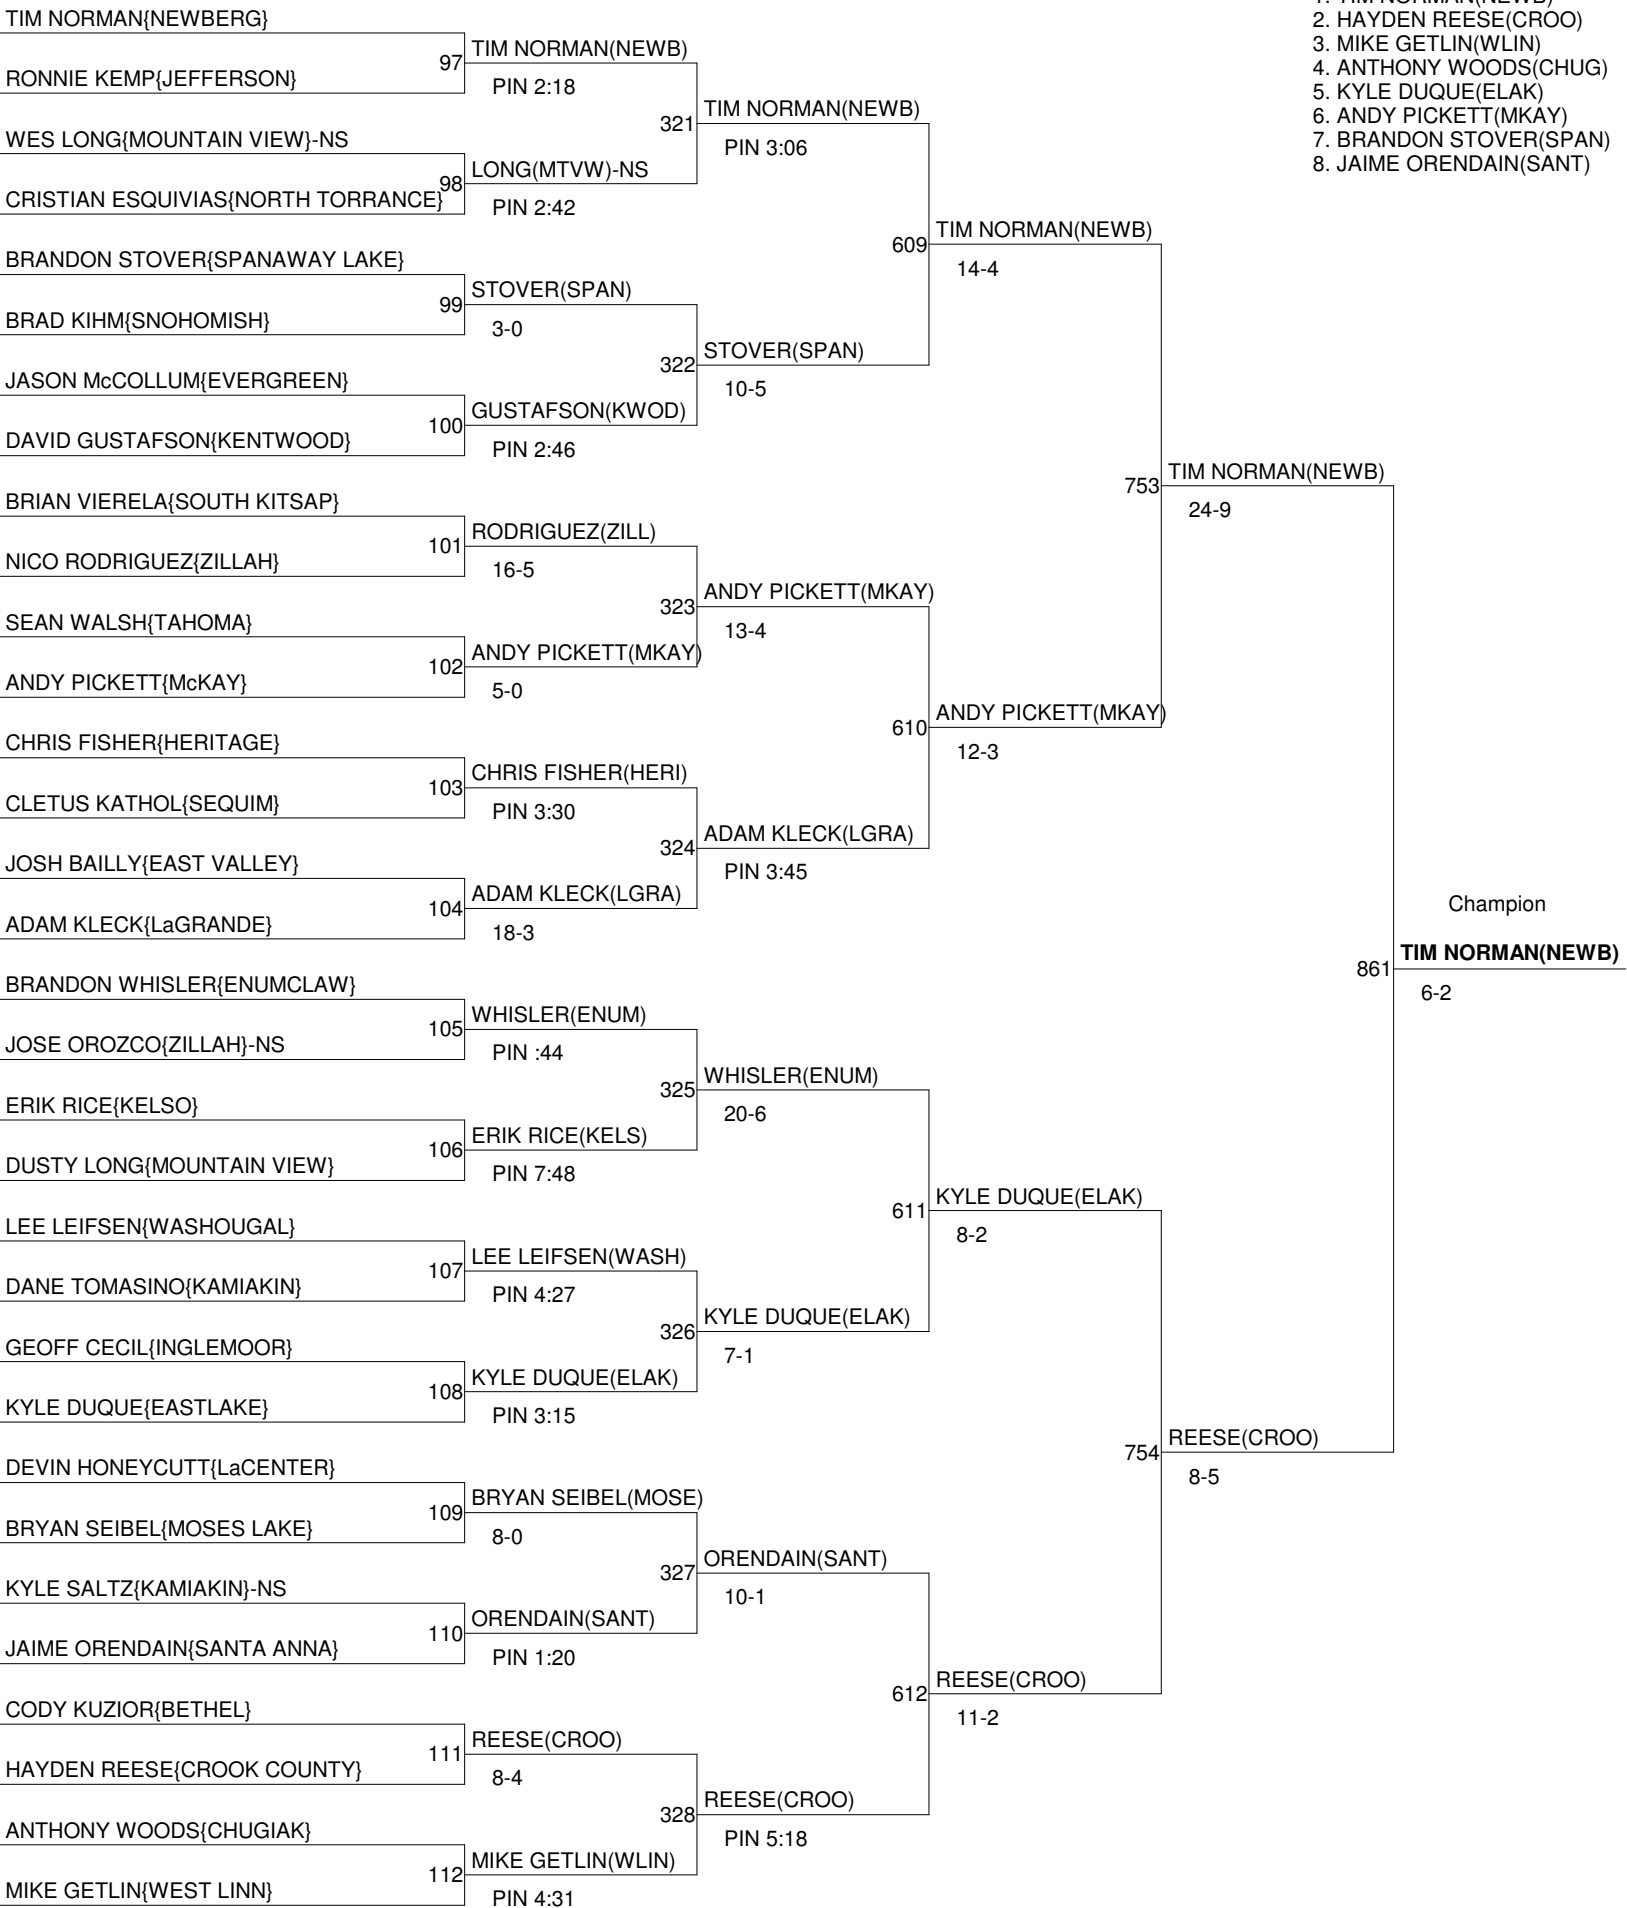 1. TIM NORMAN(NEWB)
2. HAYDEN REESE(CROO)
3. MIKE GETLIN(WLIN)
4. ANTHONY WOODS(CHUG)
5. KYLE DUQUE(ELAK)
6. ANDY PICKETT(MKAY)
7. BRANDON STOVER(SPAN)
8. JAIME ORENDAIN(SANT)
TIM NORMAN{NEWBERG}
RONNIE KEMP{JEFFERSON}
WES LONG{MOUNTAIN VIEW}-NS
CRISTIAN ESQUIVIAS{NORTH TORRANCE}
BRANDON STOVER{SPANAWAY LAKE}
BRAD KIHM{SNOHOMISH}
JASON McCOLLUM{EVERGREEN}
DAVID GUSTAFSON{KENTWOOD}
BRIAN VIERELA{SOUTH KITSAP}
NICO RODRIGUEZ{ZILLAH}
SEAN WALSH{TAHOMA}
ANDY PICKETT{McKAY}
CHRIS FISHER{HERITAGE}
CLETUS KATHOL{SEQUIM}
JOSH BAILLY{EAST VALLEY}
ADAM KLECK{LaGRANDE}
BRANDON WHISLER{ENUMCLAW}
JOSE OROZCO{ZILLAH}-NS
ERIK RICE{KELSO}
DUSTY LONG{MOUNTAIN VIEW}
LEE LEIFSEN{WASHOUGAL}
DANE TOMASINO{KAMIAKIN}
GEOFF CECIL{INGLEMOOR}
KYLE DUQUE{EASTLAKE}
DEVIN HONEYCUTT{LaCENTER}
BRYAN SEIBEL{MOSES LAKE}
KYLE SALTZ{KAMIAKIN}-NS
JAIME ORENDAIN{SANTA ANNA}
CODY KUZIOR{BETHEL}
HAYDEN REESE{CROOK COUNTY}
ANTHONY WOODS{CHUGIAK}
MIKE GETLIN{WEST LINN}
97 TIM NORMAN(NEWB)
PIN 2:18
98 LONG(MTVW)-NS
PIN 2:42
99 STOVER(SPAN)
3-0
100 GUSTAFSON(KWOD)
PIN 2:46
101 RODRIGUEZ(ZILL)
16-5
102 ANDY PICKETT(MKAY)
5-0
103 CHRIS FISHER(HERI)
PIN 3:30
104 ADAM KLECK(LGRA)
18-3
105 WHISLER(ENUM)
PIN :44
106 ERIK RICE(KELS)
PIN 7:48
107 LEE LEIFSEN(WASH)
PIN 4:27
108 KYLE DUQUE(ELAK)
PIN 3:15
109 BRYAN SEIBEL(MOSE)
8-0
110 ORENDAIN(SANT)
PIN 1:20
111 REESE(CROO)
8-4
112 MIKE GETLIN(WLIN)
PIN 4:31
321 TIM NORMAN(NEWB)
PIN 3:06
322 STOVER(SPAN)
10-5
323 ANDY PICKETT(MKAY)
13-4
324 ADAM KLECK(LGRA)
PIN 3:45
325 WHISLER(ENUM)
20-6
326 KYLE DUQUE(ELAK)
7-1
327 ORENDAIN(SANT)
10-1
328 REESE(CROO)
PIN 5:18
609 TIM NORMAN(NEWB)
14-4
610 ANDY PICKETT(MKAY)
12-3
611 KYLE DUQUE(ELAK)
8-2
612 REESE(CROO)
11-2
753 TIM NORMAN(NEWB)
24-9
754 REESE(CROO)
8-5
Champion
861 TIM NORMAN(NEWB)
6-2